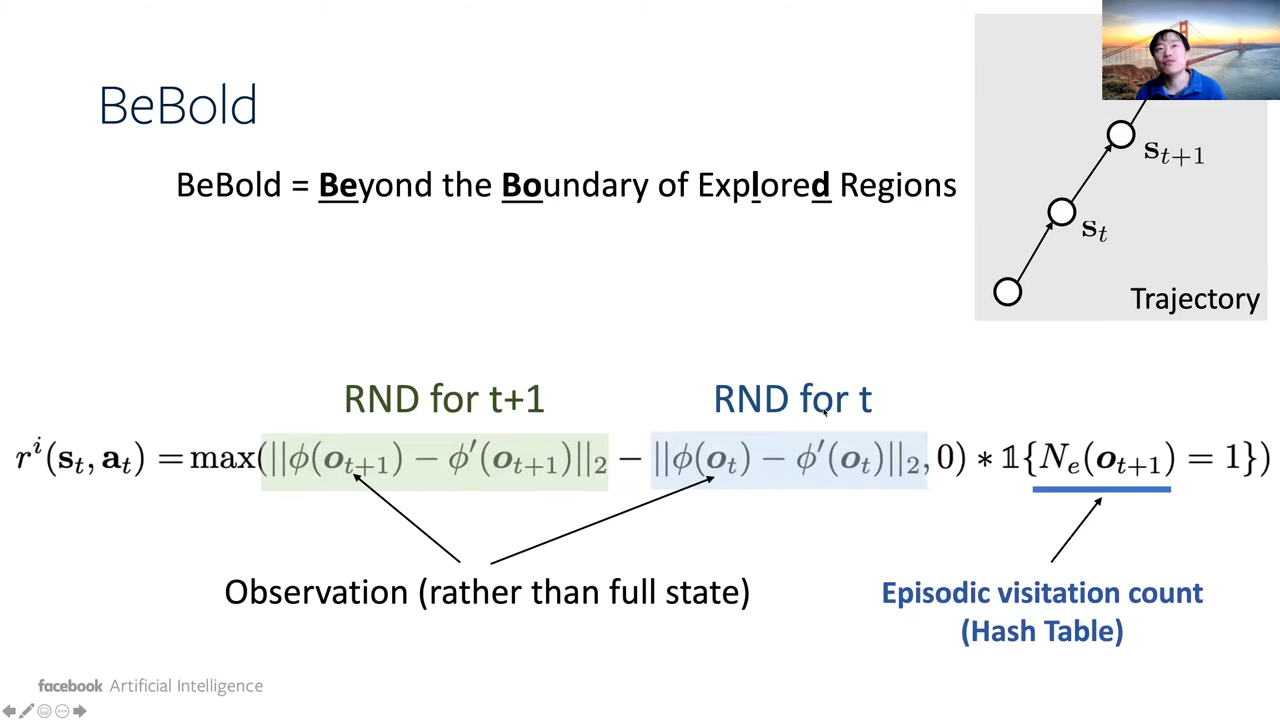 BeBold
BeBold = Beyond the Boundary of Explored Regions
s_{t+1}
s_t
Trajectory
RND for t+1
RND for t
r^i(s_t, a_t) = max(||ϕ(o_{t+1}) − ϕ′(o_{t+1})||_2 − ||ϕ(o_t) − ϕ′(o_t)||_2, 0) ∗ 𝟙{N_e(o_{t+1}) = 1})
Observation (rather than full state)
Episodic visitation count
(Hash Table)
facebook Artificial Intelligence